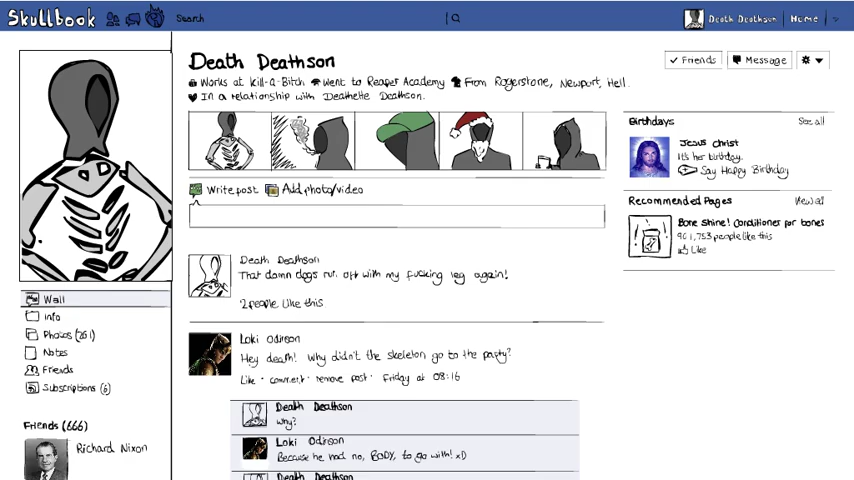 Skullbook
Search
Death Deathson
Home
Death Deathson
Friends
Message
Works at Kill-a-Bitch Went to Reaper Academy From Rogerstone, Newport, Hell.
In a relationship with Deathette Deathson.
Write post Add photo/video
Death Deathson
That damn dogs run off with my fucking leg again!
2 people like this
Loki Odinson
Hey death! Why didn't the skeleton go to the party?
Like · comment · remove post · Friday at 08:16
Death Deathson
Why?
Loki Odinson
Because he had no, BODY, to go with! xD
Death Deathson
Wall
Info
Photos (261)
Notes
Friends
Subscriptions (6)
Friends (666)
Richard Nixon
Birthdays
See all
Jesus Christ
It's her birthday.
Say Happy Birthday
Recommended Pages
View all
Bone Shine! Conditioner for bones
901,753 people like this
Like